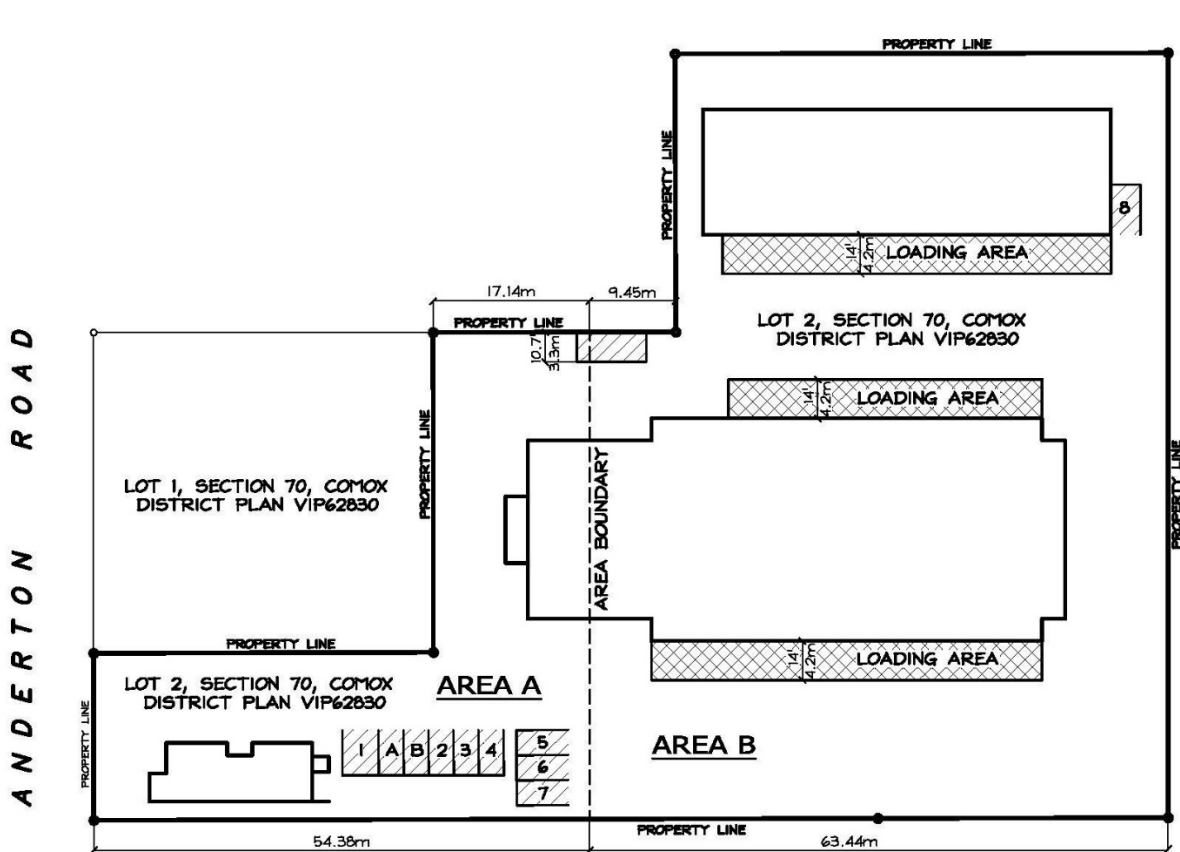 PROPERTY LINE
PROPERTY LINE
8
14'
4.2m
LOADING AREA
17.14m
9.45m
PROPERTY LINE
10.7'
3.3m
LOT 2, SECTION 70, COMOX
DISTRICT PLAN VIP62830
14'
4.2m
LOADING AREA
ANDERTON ROAD
PROPERTY LINE
LOT 1, SECTION 70, COMOX
DISTRICT PLAN VIP62830
AREA BOUNDARY
PROPERTY LINE
PROPERTY LINE
14'
4.2m
LOADING AREA
LOT 2, SECTION 70, COMOX
DISTRICT PLAN VIP62830
AREA A
PROPERTY LINE
1 A B 2 3 4
5
6
7
AREA B
PROPERTY LINE
54.38m
63.44m